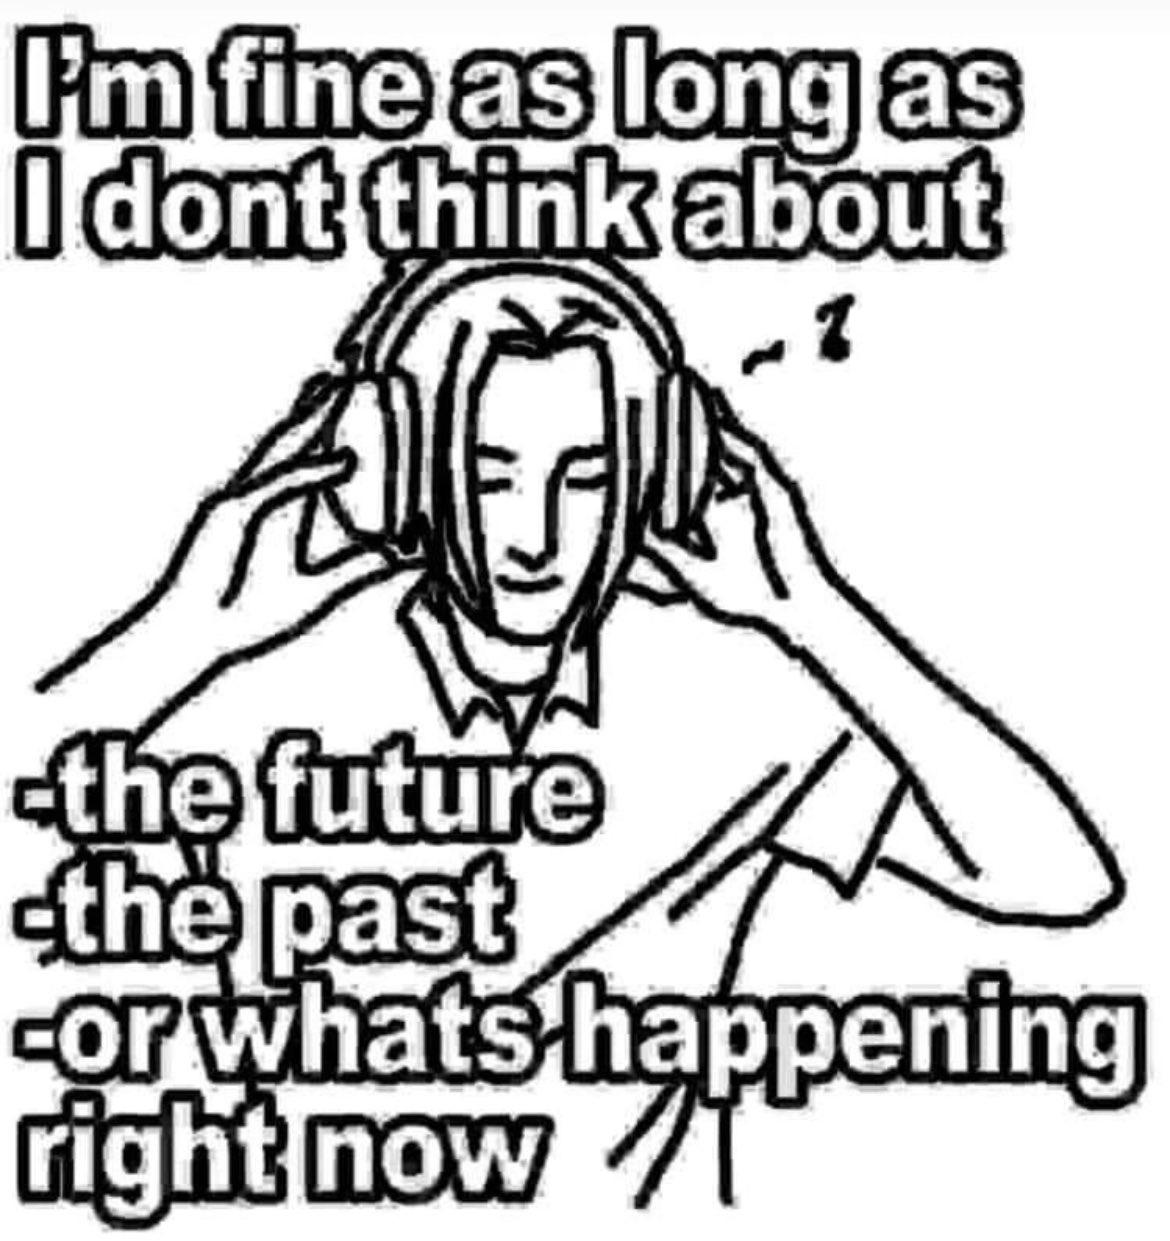 I'm fine as long as
I dont think about
-the future
-the past
-or whats happening
right now